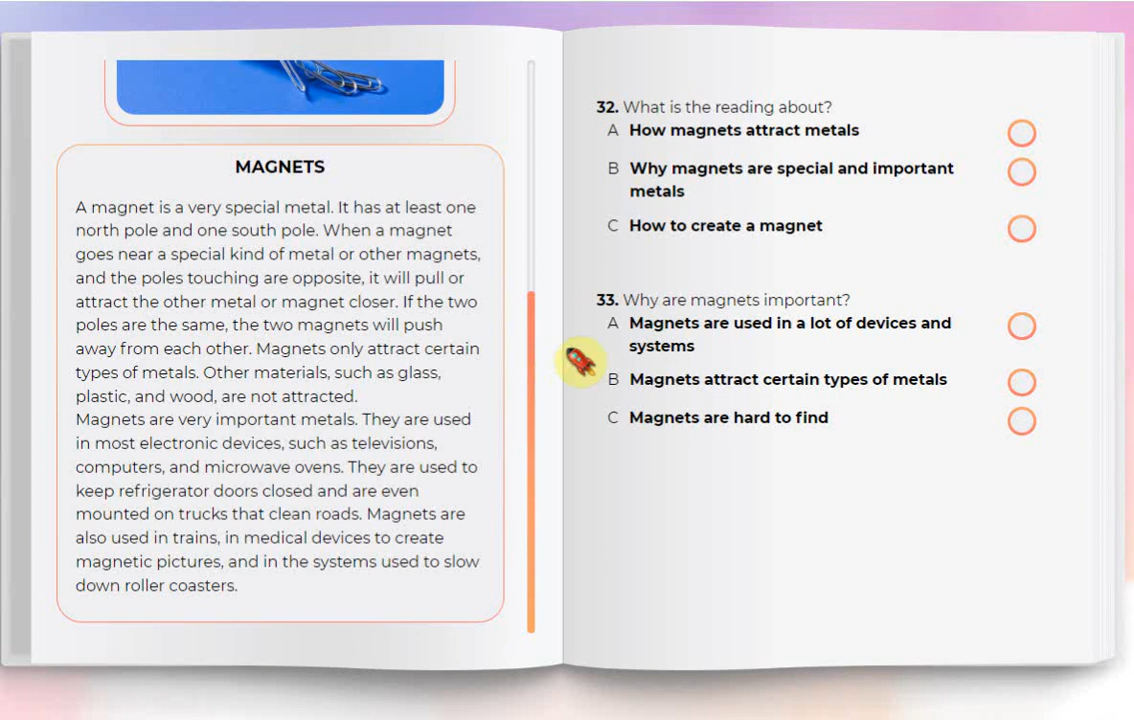 MAGNETS
A magnet is a very special metal. It has at least one
north pole and one south pole. When a magnet
goes near a special kind of metal or other magnets,
and the poles touching are opposite, it will pull or
attract the other metal or magnet closer. If the two
poles are the same, the two magnets will push
away from each other. Magnets only attract certain
types of metals. Other materials, such as glass,
plastic, and wood, are not attracted.
Magnets are very important metals. They are used
in most electronic devices, such as televisions,
computers, and microwave ovens. They are used to
keep refrigerator doors closed and are even
mounted on trucks that clean roads. Magnets are
also used in trains, in medical devices to create
magnetic pictures, and in the systems used to slow
down roller coasters.
32. What is the reading about?
A How magnets attract metals
B Why magnets are special and important
metals
C How to create a magnet
33. Why are magnets important?
A Magnets are used in a lot of devices and
systems
B Magnets attract certain types of metals
C Magnets are hard to find